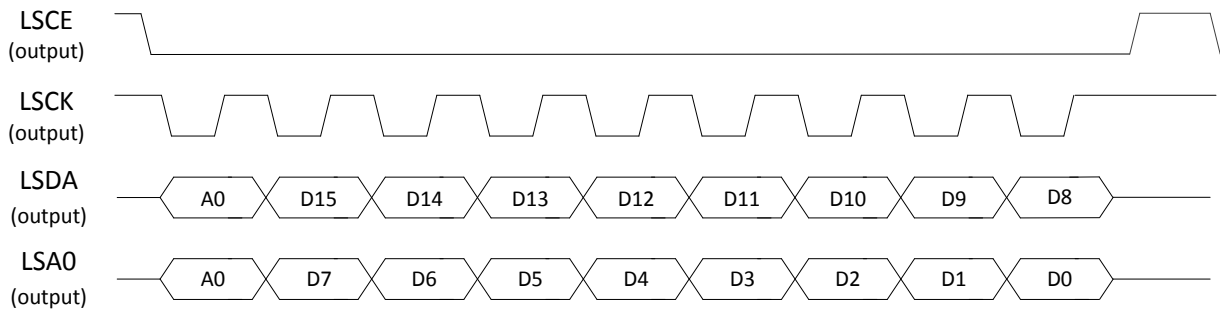 LSCE
(output)
LSCK
(output)
LSDA
(output)
A0 D15 D14 D13 D12 D11 D10 D9 D8
LSA0
(output)
A0 D7 D6 D5 D4 D3 D2 D1 D0